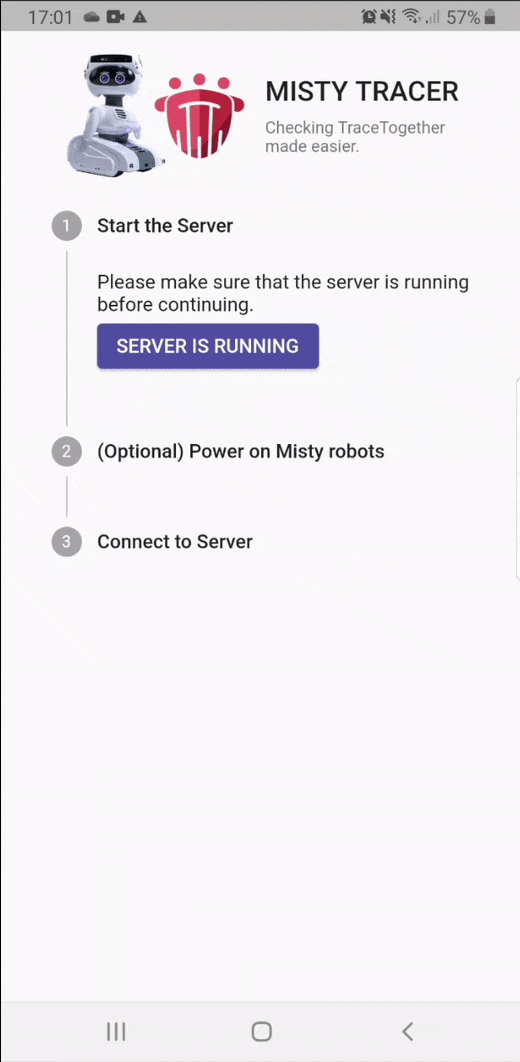 17:01
57%
MISTY TRACER
Checking TraceTogether
made easier.
1 Start the Server
Please make sure that the server is running
before continuing.
SERVER IS RUNNING
2 (Optional) Power on Misty robots
3 Connect to Server